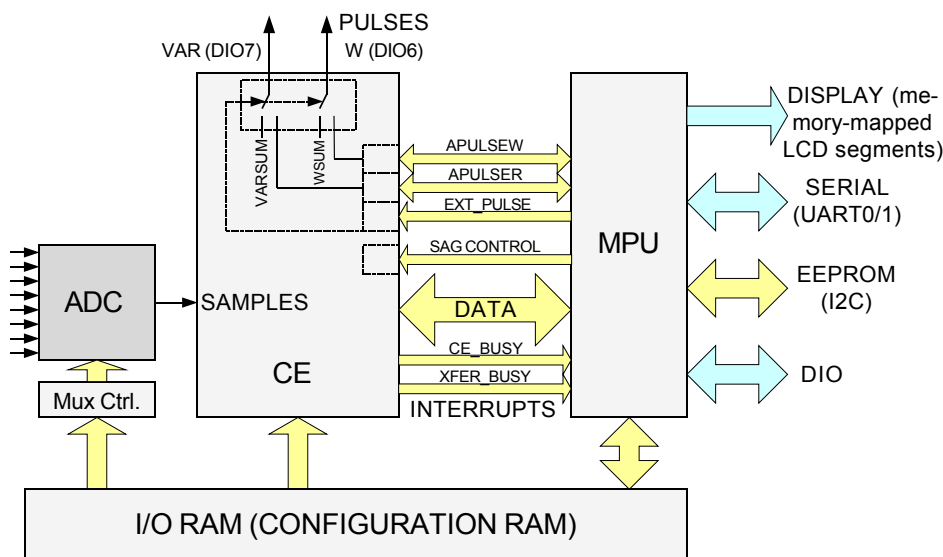 PULSES
VAR (DIO7)
W (DIO6)
VARSUM
WSUM
APULSEW
APULSER
EXT_PULSE
SAG CONTROL
DATA
CE_BUSY
XFER_BUSY
INTERRUPTS
ADC
SAMPLES
CE
Mux Ctrl.
MPU
DISPLAY (me-
mory-mapped
LCD segments)
SERIAL
(UART0/1)
EEPROM
(I2C)
DIO
I/O RAM (CONFIGURATION RAM)